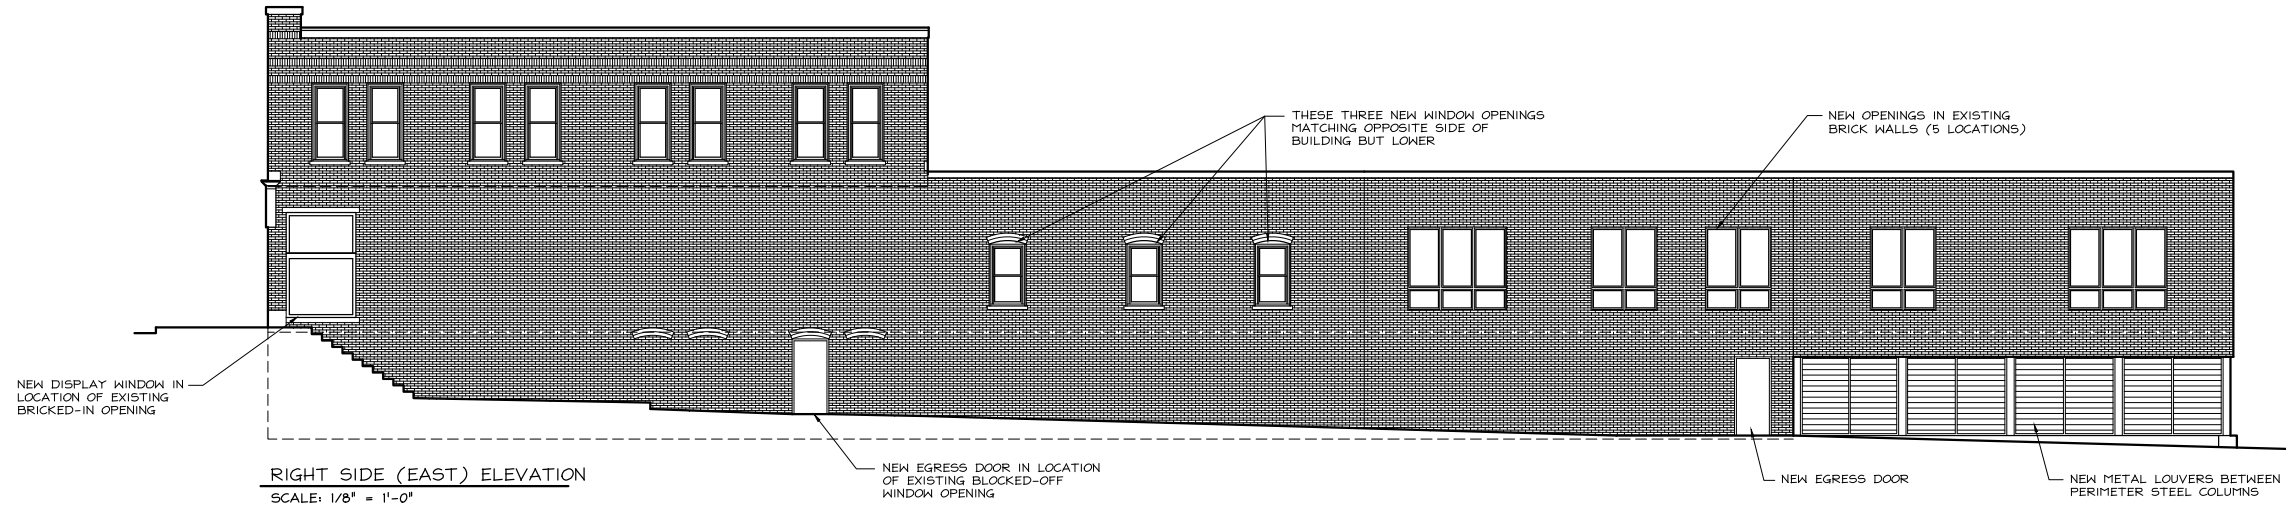 THESE THREE NEW WINDOW OPENINGS
MATCHING OPPOSITE SIDE OF
BUILDING BUT LOWER
NEW OPENINGS IN EXISTING
BRICK WALLS (5 LOCATIONS)
NEW DISPLAY WINDOW IN
LOCATION OF EXISTING
BRICKED-IN OPENING
RIGHT SIDE (EAST) ELEVATION
SCALE: 1/8" = 1'-0"
NEW EGRESS DOOR IN LOCATION
OF EXISTING BLOCKED-OFF
WINDOW OPENING
NEW EGRESS DOOR
NEW METAL LOUVERS BETWEEN
PERIMETER STEEL COLUMNS